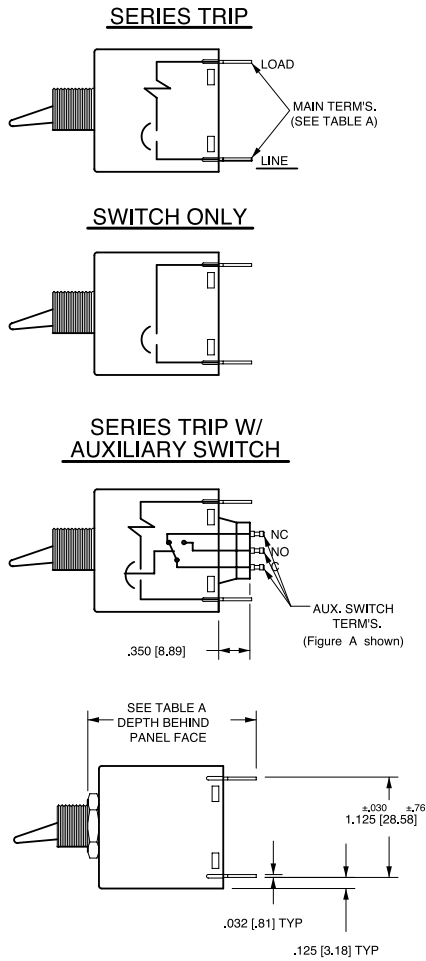 SERIES TRIP
LOAD
MAIN TERM'S.
(SEE TABLE A)
LINE
SWITCH ONLY
SERIES TRIP W/
AUXILIARY SWITCH
NC
NO
C
AUX. SWITCH
TERM'S.
(Figure A shown)
.350 [8.89]
SEE TABLE A
DEPTH BEHIND
PANEL FACE
±.030 ±.76
1.125 [28.58]
.032 [.81] TYP
.125 [3.18] TYP